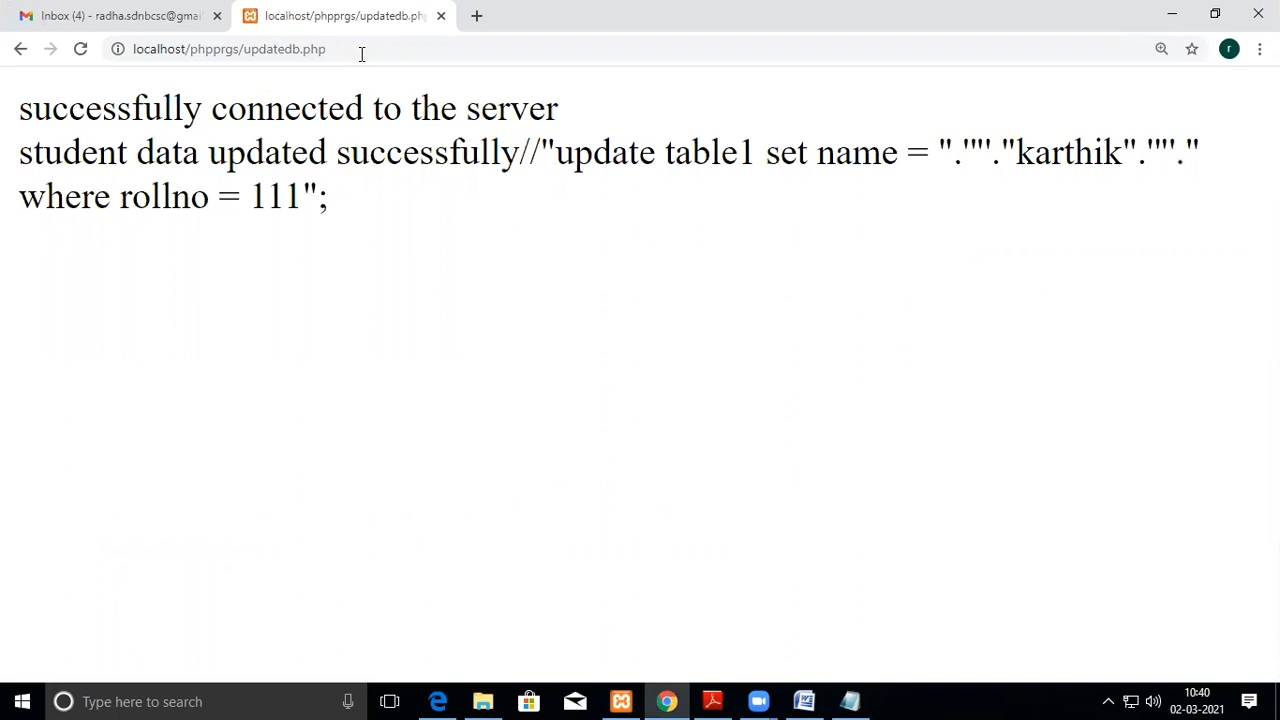 Inbox (4) - radha.sdnbcsc@gmai
localhost/phpprgs/updatedb.php
localhost/phpprgs/updatedb.php
r
successfully connected to the server
student data updated successfully//"update table1 set name = "."'"."karthik"."'"."
where rollno = 111";
Type here to search
10:40
02-03-2021